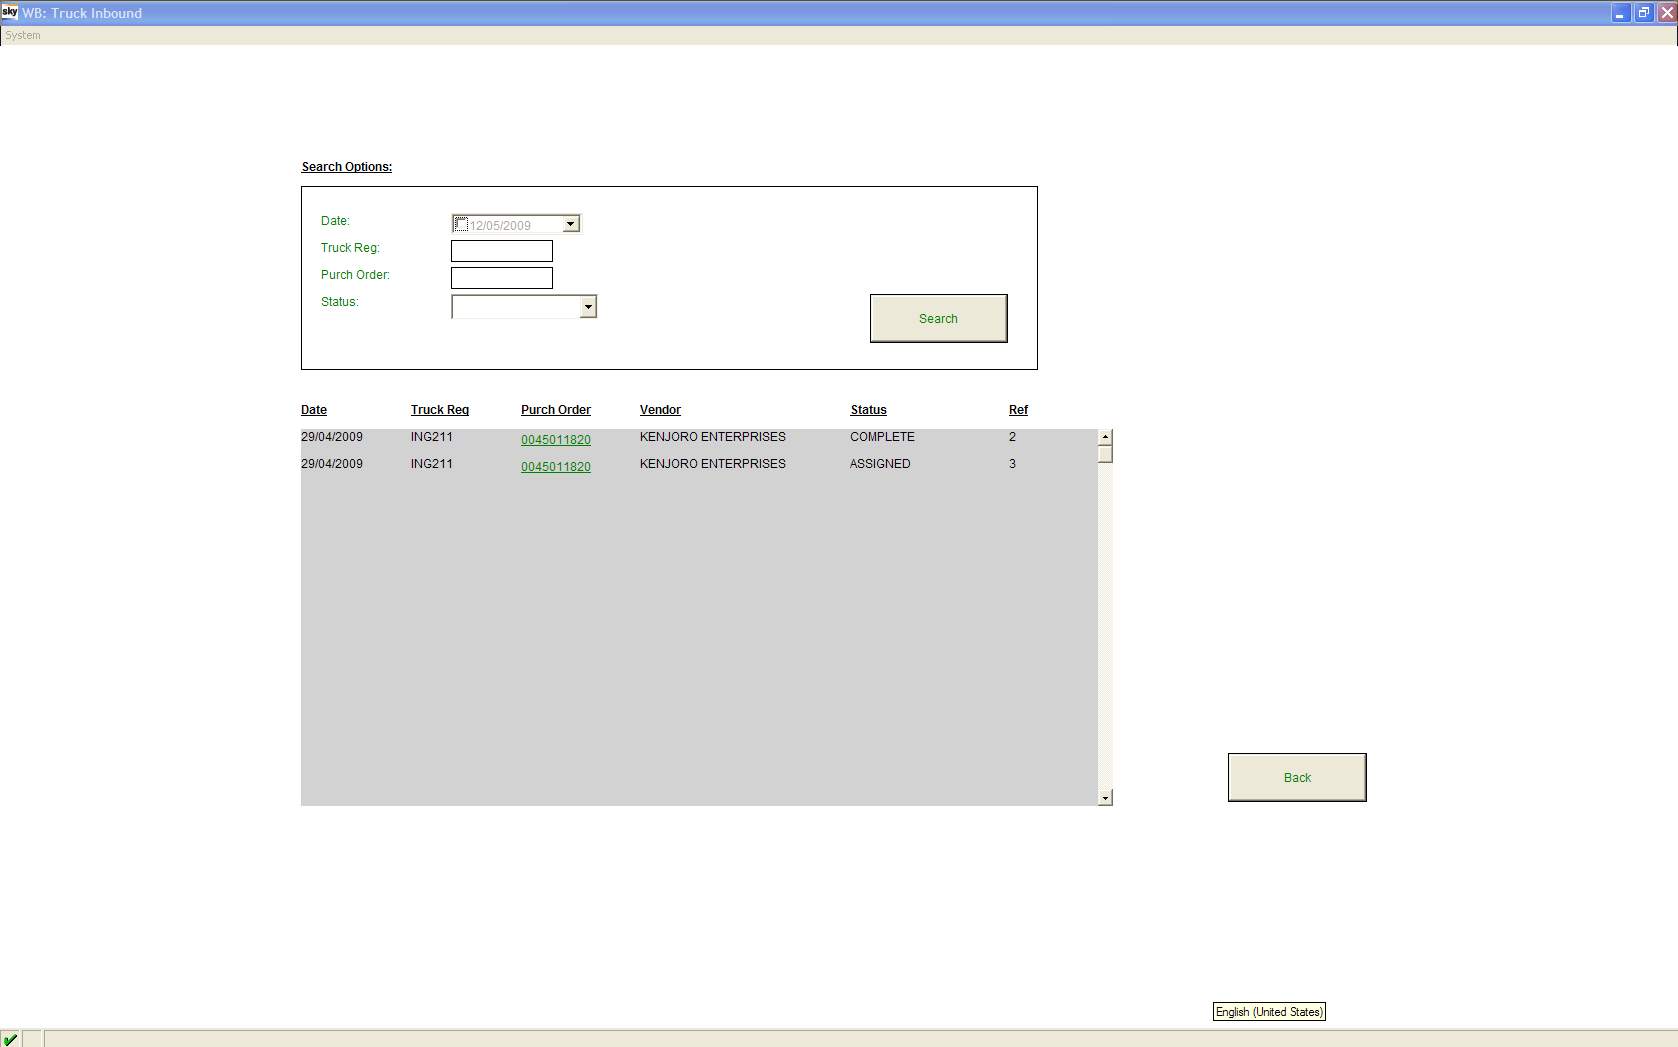 sky WB: Truck Inbound
System
Search Options:
Date: 12/05/2009
Truck Reg:
Purch Order:
Status:
Search
Date Truck Reg Purch Order Vendor Status Ref
29/04/2009 ING211 0045011820 KENJORO ENTERPRISES COMPLETE 2
29/04/2009 ING211 0045011820 KENJORO ENTERPRISES ASSIGNED 3
Back
English (United States)